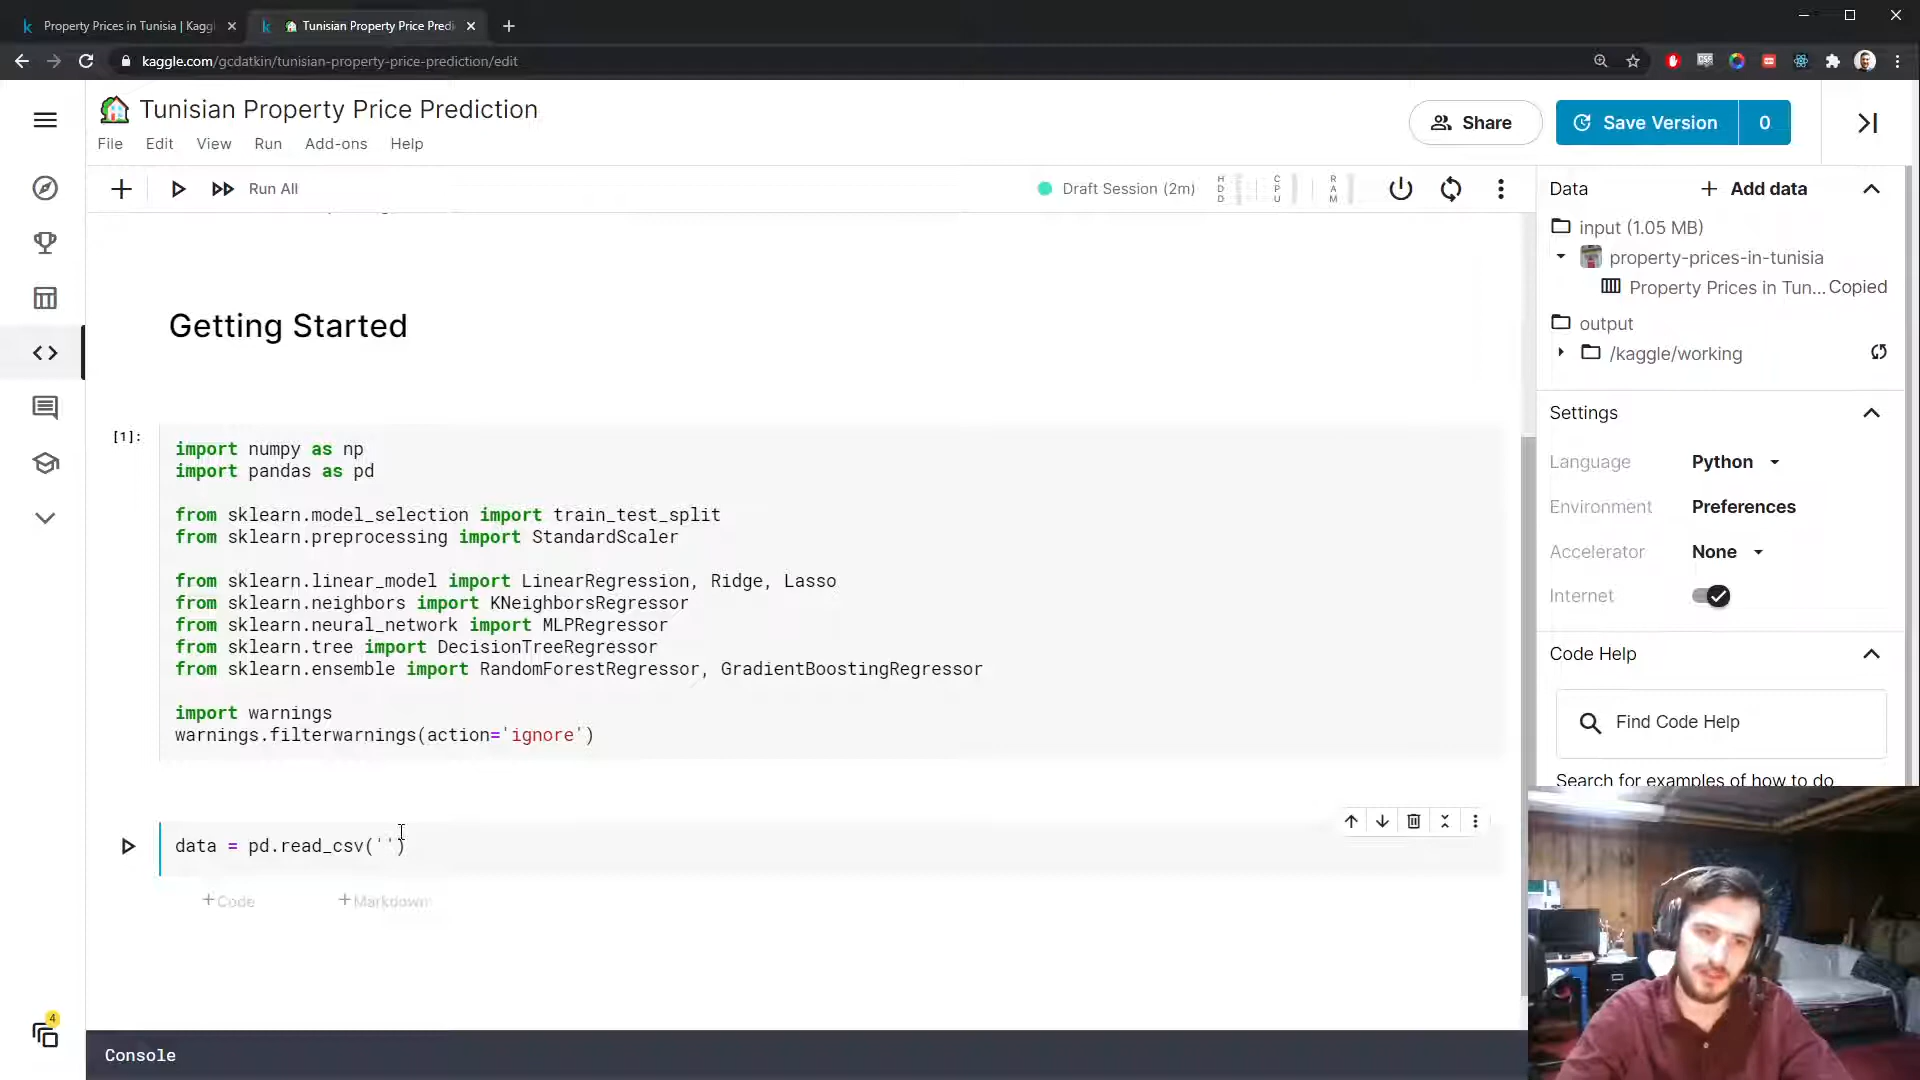 Property Prices in Tunisia | Kagg
Tunisian Property Price Predi
kaggle.com/gcdatkin/tunisian-property-price-prediction/edit
Tunisian Property Price Prediction
File Edit View Run Add-ons Help
Share
Save Version 0
Run All
Draft Session (2m)
HDD
CPU
RAM
Data
Add data
input (1.05 MB)
property-prices-in-tunisia
Property Prices in Tun... Copied
output
/kaggle/working
Settings
Language Python
Environment Preferences
Accelerator None
Internet
Code Help
Find Code Help
Search for examples of how to do
Getting Started
[1]:
import numpy as np
import pandas as pd
from sklearn.model_selection import train_test_split
from sklearn.preprocessing import StandardScaler
from sklearn.linear_model import LinearRegression, Ridge, Lasso
from sklearn.neighbors import KNeighborsRegressor
from sklearn.neural_network import MLPRegressor
from sklearn.tree import DecisionTreeRegressor
from sklearn.ensemble import RandomForestRegressor, GradientBoostingRegressor
import warnings
warnings.filterwarnings(action='ignore')
data = pd.read_csv('')
+ Code + Markdown
4
Console